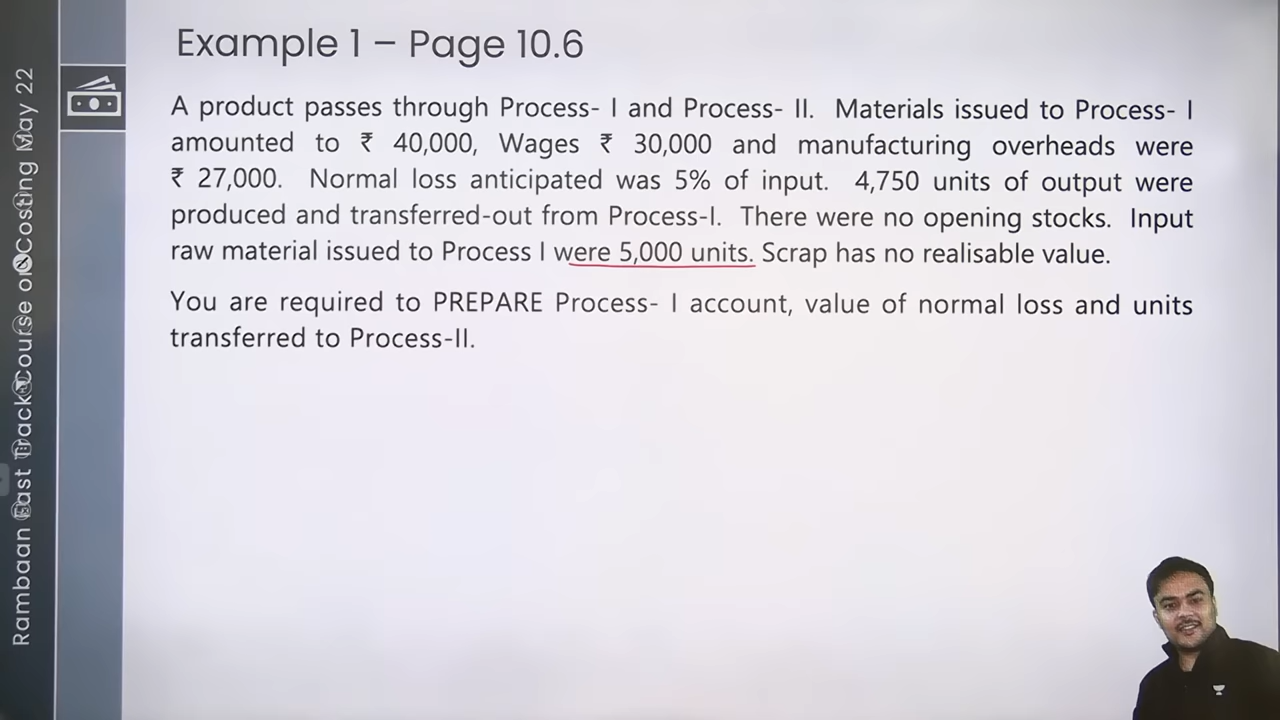 Example 1 – Page 10.6
A product passes through Process- I and Process- II. Materials issued to Process- I
amounted to ₹ 40,000, Wages ₹ 30,000 and manufacturing overheads were
₹ 27,000. Normal loss anticipated was 5% of input. 4,750 units of output were
produced and transferred-out from Process-I. There were no opening stocks. Input
raw material issued to Process I were 5,000 units. Scrap has no realisable value.
You are required to PREPARE Process- I account, value of normal loss and units
transferred to Process-II.
Rambaan Fast Track Course on Costing May 22